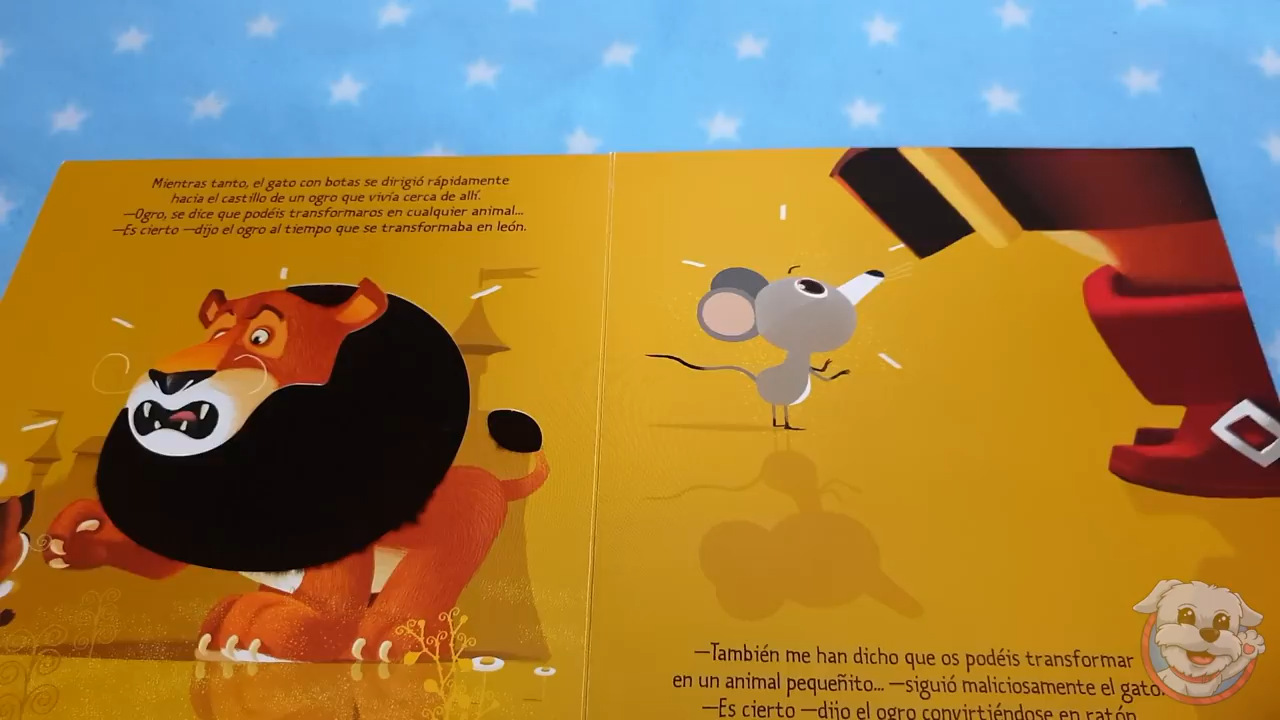 Mientras tanto, el gato con botas se dirigió rápidamente
hacia el castillo de un ogro que vivía cerca de allí.
—Ogro, se dice que podéis transformaros en cualquier animal...
—Es cierto —dijo el ogro al tiempo que se transformaba en león.
—También me han dicho que os podéis transformar
en un animal pequeñito... —siguió maliciosamente el gato.
—Es cierto —dijo el ogro convirtiéndose en ratón.